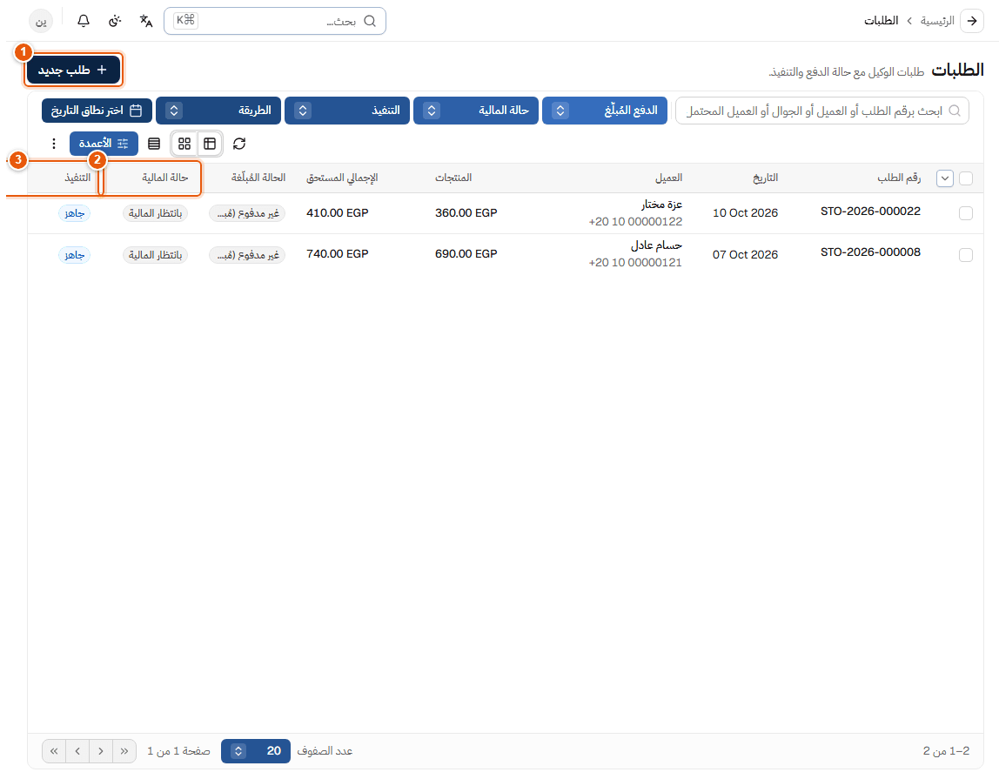 الرئيسية
الطلبات
بحث...
⌘K
ين
الطلبات
طلبات الوكيل مع حالة الدفع والتنفيذ.
1
طلب جديد
ابحث برقم الطلب أو العميل أو الجوال أو العميل المحتمل
الدفع المُبلّغ
حالة المالية
التنفيذ
الطريقة
اختر نطاق التاريخ
الأعمدة
2
3
رقم الطلب
التاريخ
العميل
المنتجات
الإجمالي المستحق
الحالة المُبلّغة
حالة المالية
التنفيذ
STO-2026-000022
10 Oct 2026
عزة مختار
+20 10 00000122
360.00 EGP
410.00 EGP
غير مدفوع (مُبـ...
بانتظار المالية
جاهز
STO-2026-000008
07 Oct 2026
حسام عادل
+20 10 00000121
690.00 EGP
740.00 EGP
غير مدفوع (مُبـ...
بانتظار المالية
جاهز
1–2 من 2
عدد الصفوف
20
صفحة 1 من 1